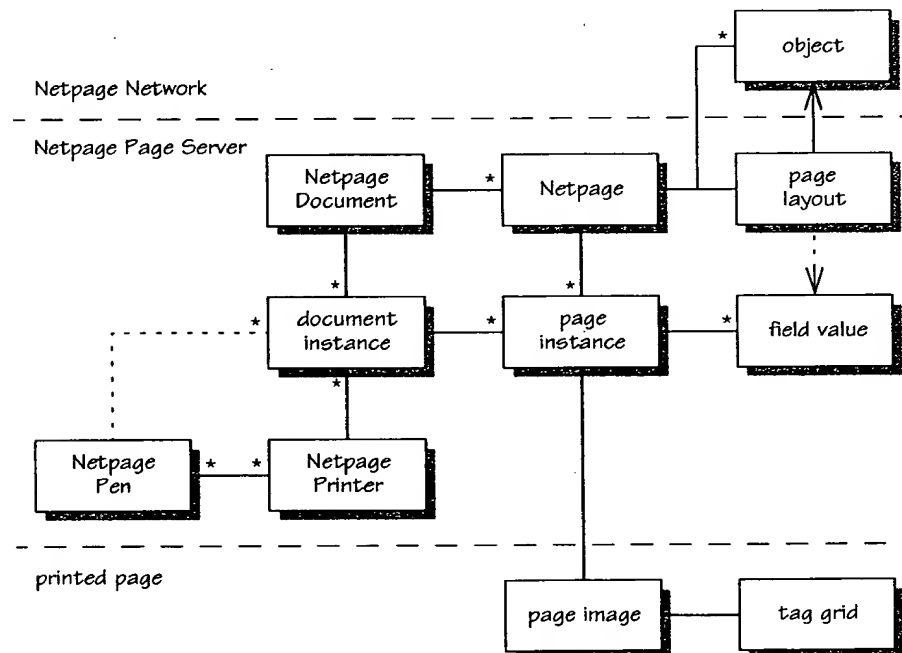 *
object
Netpage Network
Netpage Page Server
Netpage
Document
*
Netpage
page
layout
*
*
*
document
instance
*
page
instance
*
field value
*
Netpage
Pen
*
*
Netpage
Printer
printed page
page image
tag grid